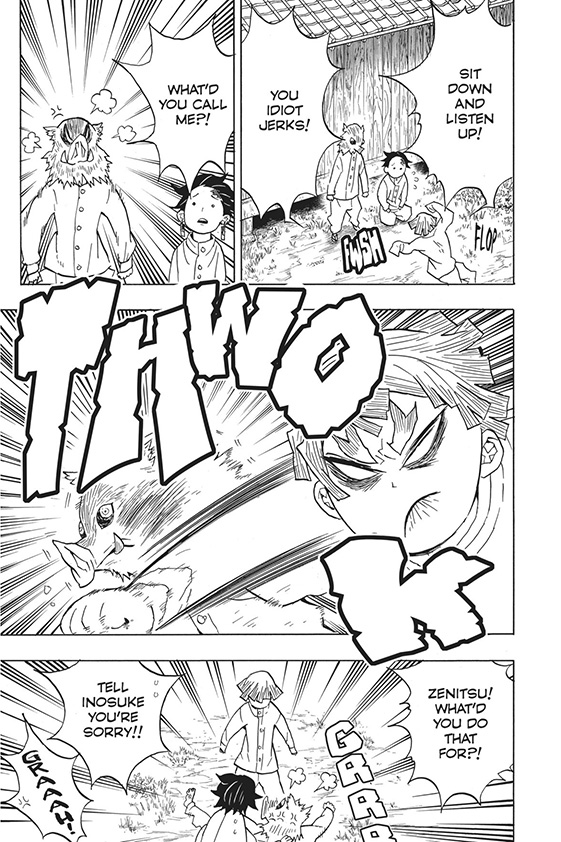 SIT
DOWN
AND
LISTEN
UP!
YOU
IDIOT
JERKS!
FWSH
FLOP
WHAT'D
YOU CALL
ME?!
THWOK
ZENITSU!
WHAT'D
YOU DO
THAT
FOR?!
TELL
INOSUKE
YOU'RE
SORRY!!
GRRRR
GRAAAH!